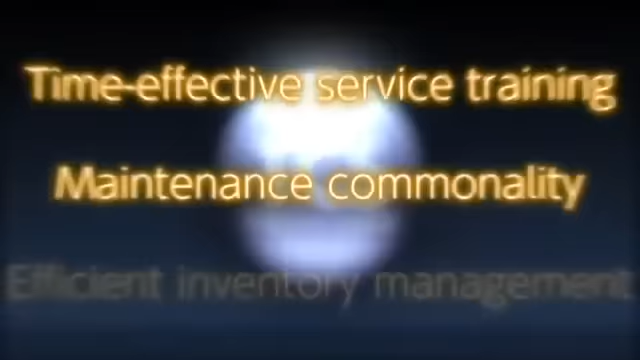 Time-effective service training
Maintenance commonality
Efficient inventory management